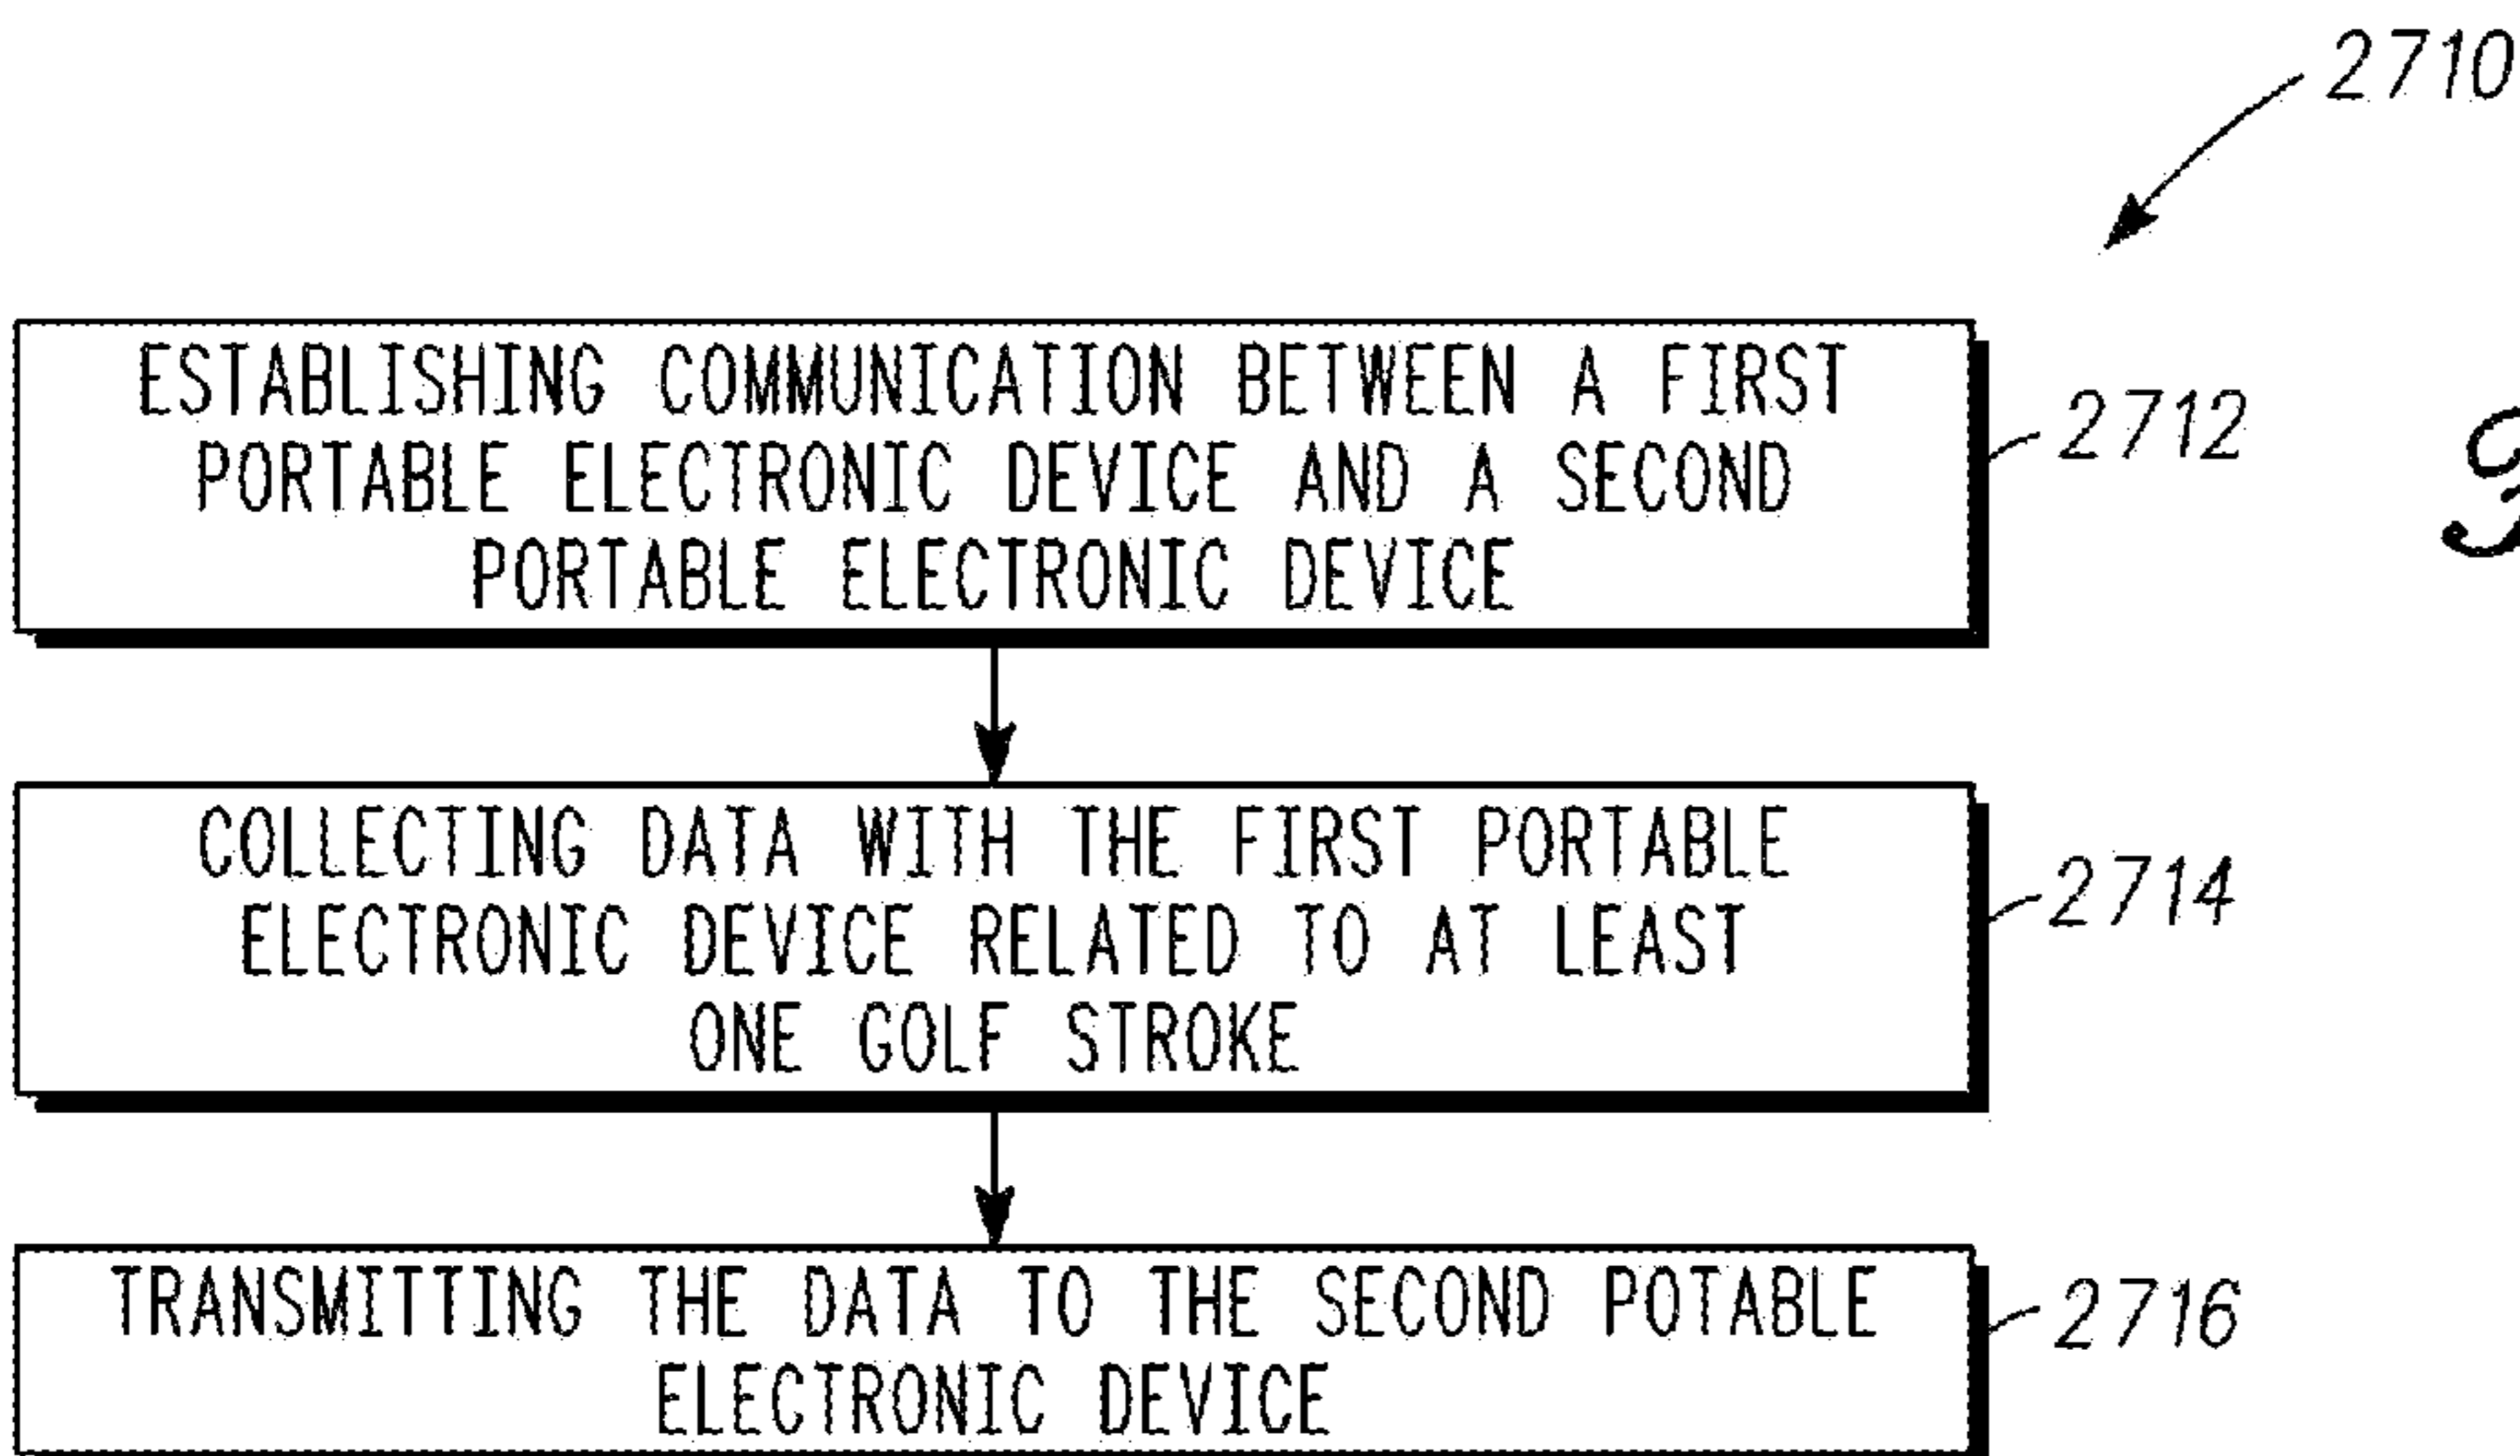 2710
ESTABLISHING COMMUNICATION BETWEEN A FIRST
PORTABLE ELECTRONIC DEVICE AND A SECOND
PORTABLE ELECTRONIC DEVICE
2712
COLLECTING DATA WITH THE FIRST PORTABLE
ELECTRONIC DEVICE RELATED TO AT LEAST
ONE GOLF STROKE
2714
TRANSMITTING THE DATA TO THE SECOND POTABLE
ELECTRONIC DEVICE
2716